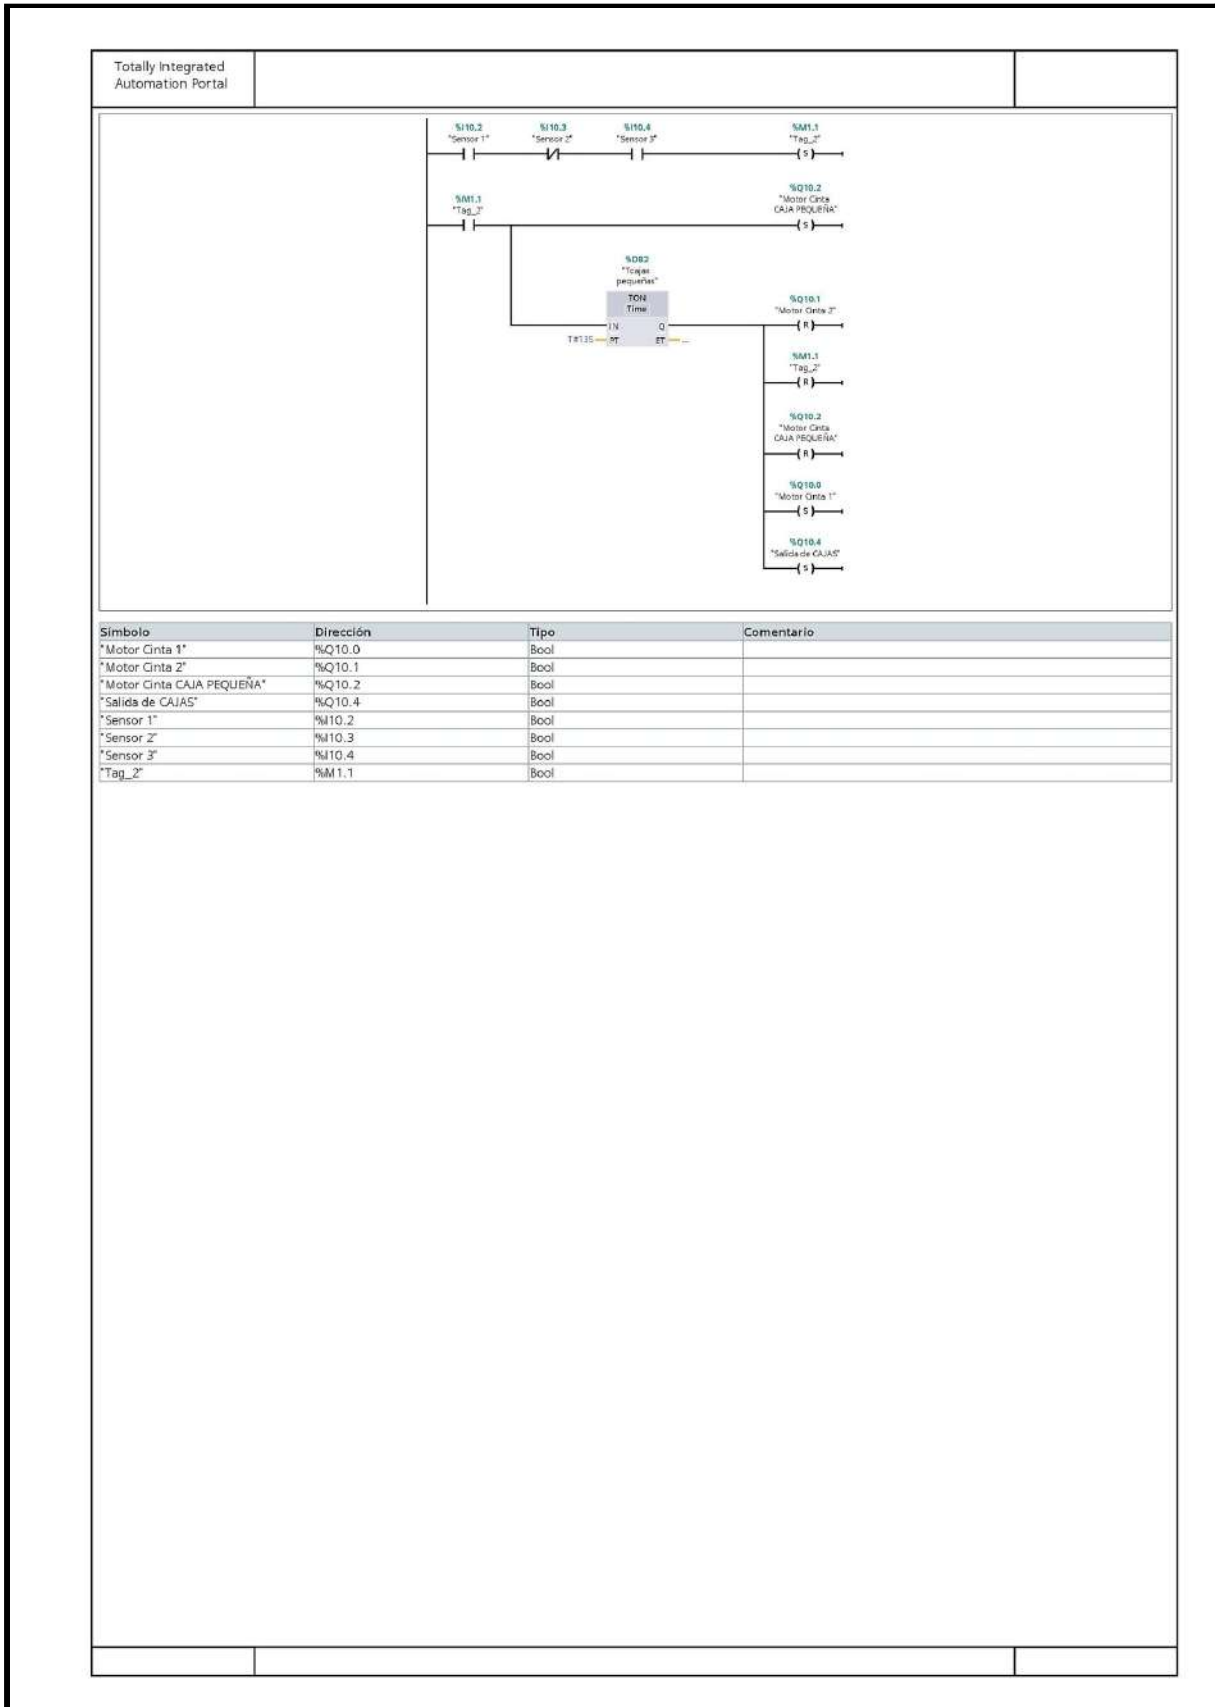 Totally Integrated
Automation Portal
%I10.2
"Sensor 1"
%I10.3
"Sensor 2"
%I10.4
"Sensor 3"
%M1.1
"Tag_2"
( S )
%M1.1
"Tag_2"
%Q10.2
"Motor Cinta
CAJA PEQUEÑA"
( S )
%DB2
"Tcajas
pequeñas"
TON
Time
IN Q
T#13S PT ET ...
%Q10.1
"Motor Cinta 2"
( R )
%M1.1
"Tag_2"
( R )
%Q10.2
"Motor Cinta
CAJA PEQUEÑA"
( R )
%Q10.0
"Motor Cinta 1"
( S )
%Q10.4
"Salida de CAJAS"
( S )
Símbolo Dirección Tipo Comentario
"Motor Cinta 1" %Q10.0 Bool
"Motor Cinta 2" %Q10.1 Bool
"Motor Cinta CAJA PEQUEÑA" %Q10.2 Bool
"Salida de CAJAS" %Q10.4 Bool
"Sensor 1" %I10.2 Bool
"Sensor 2" %I10.3 Bool
"Sensor 3" %I10.4 Bool
"Tag_2" %M1.1 Bool